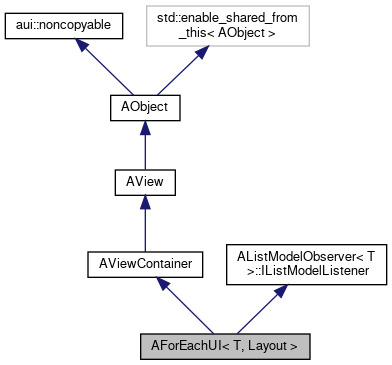 aui::noncopyable
std::enable_shared_from
_this< AObject >
AObject
AView
AViewContainer
AListModelObserver< T
>::IListModelListener
AForEachUI< T, Layout >